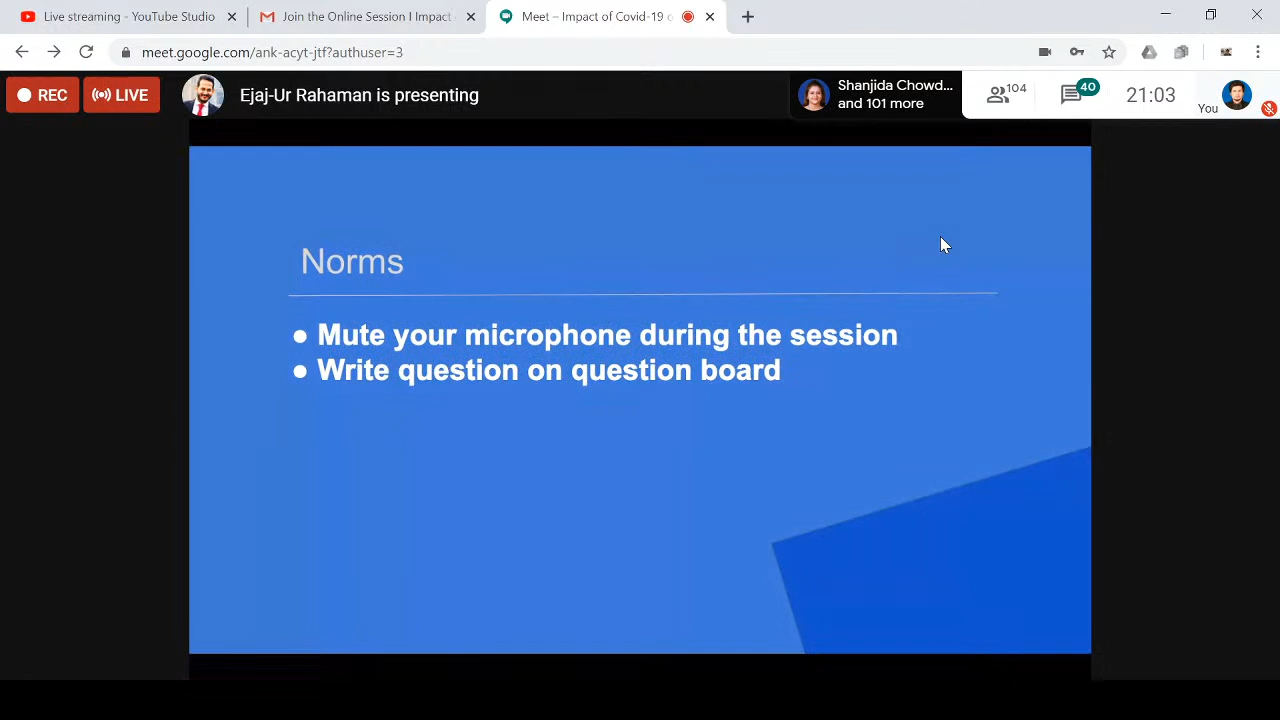 Live streaming - YouTube Studio
Join the Online Session I Impact
Meet – Impact of Covid-19 o
meet.google.com/ank-acyt-jtf?authuser=3
REC
LIVE
Ejaj-Ur Rahaman is presenting
Shanjida Chowd...
and 101 more
104
40
21:03
You
Norms
● Mute your microphone during the session
● Write question on question board